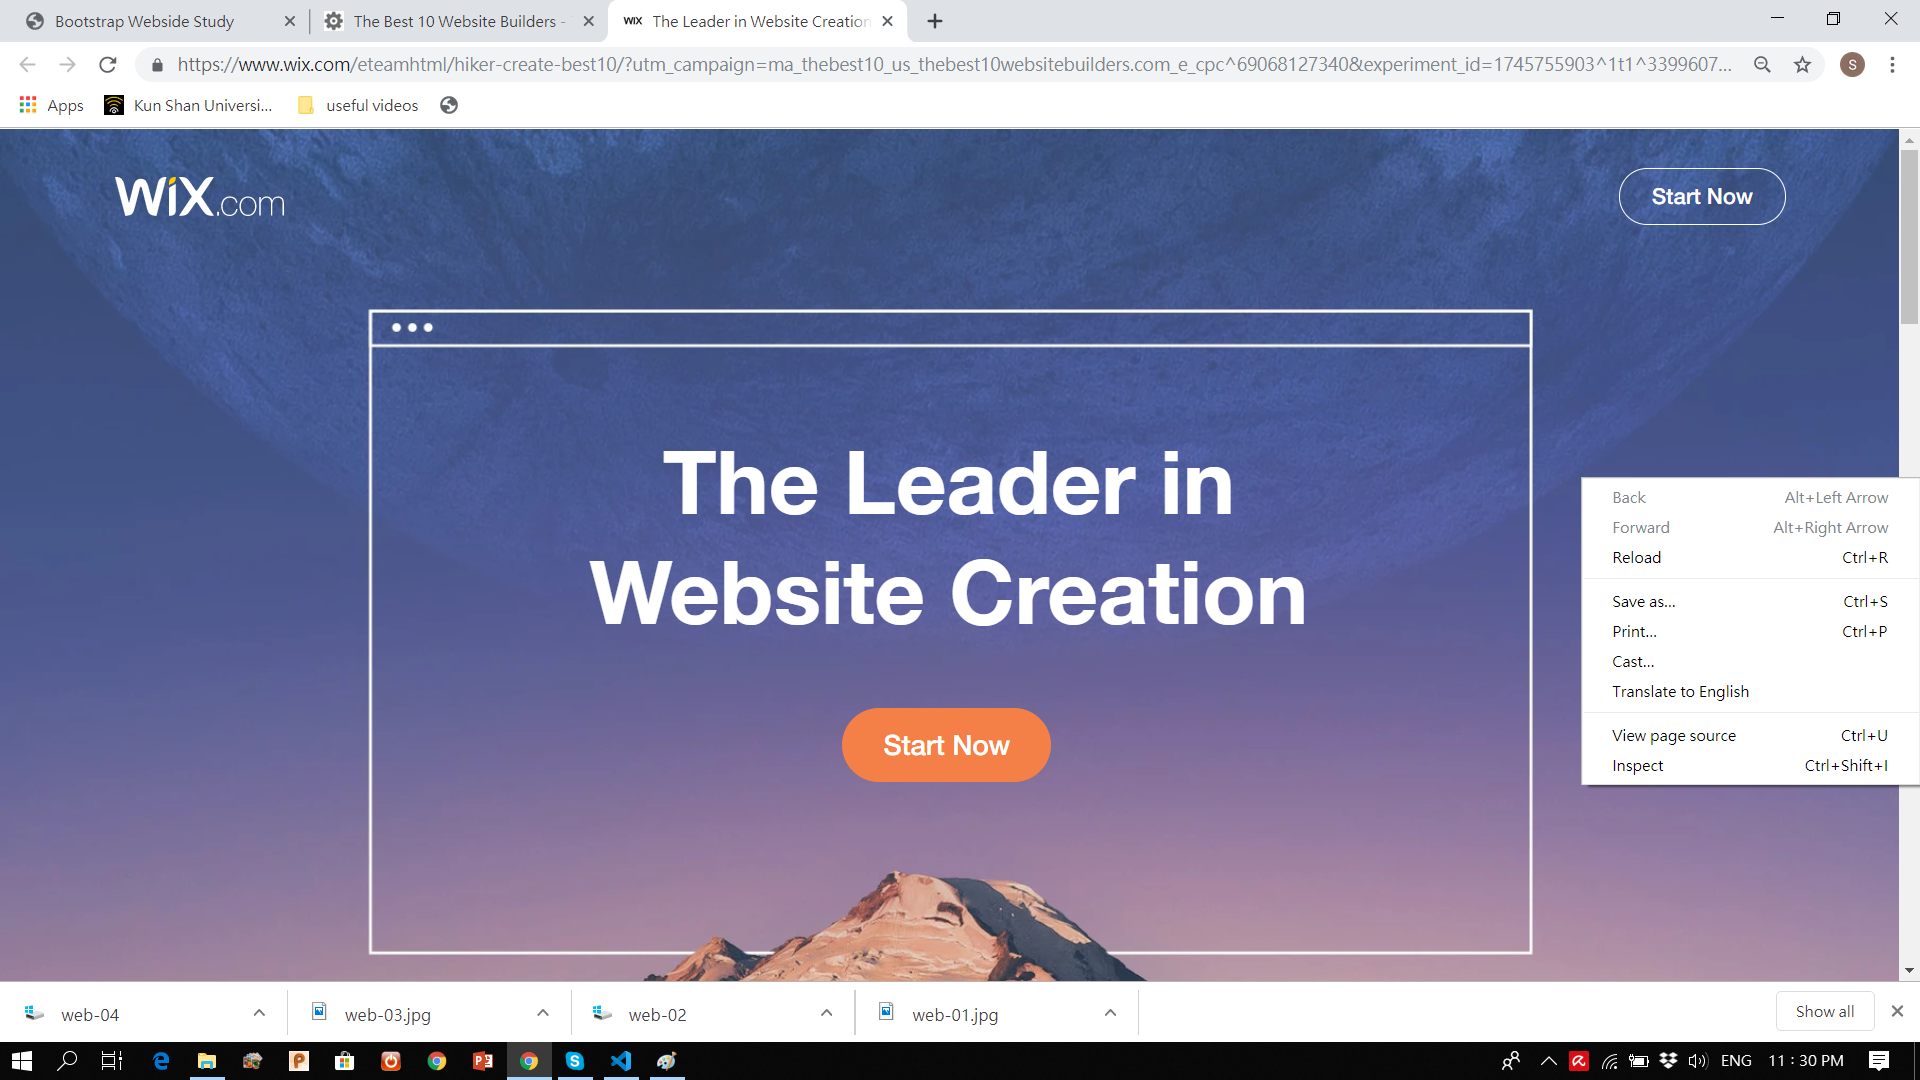 Bootstrap Webside Study
The Best 10 Website Builders -
WIX The Leader in Website Creation
https://www.wix.com/eteamhtml/hiker-create-best10/?utm_campaign=ma_thebest10_us_thebest10websitebuilders.com_e_cpc^69068127340&experiment_id=1745755903^1t1^3399607...
S
Apps
Kun Shan Universi...
useful videos
WiX.com
Start Now
The Leader in
Website Creation
Start Now
Back Alt+Left Arrow
Forward Alt+Right Arrow
Reload Ctrl+R
Save as... Ctrl+S
Print... Ctrl+P
Cast...
Translate to English
View page source Ctrl+U
Inspect Ctrl+Shift+I
web-04
web-03.jpg
web-02
web-01.jpg
Show all
ENG
11:30 PM